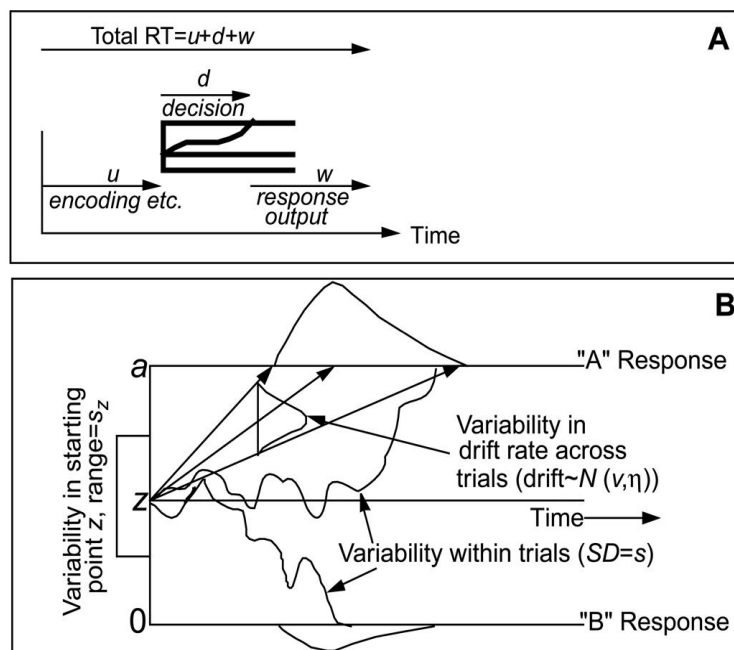 Total RT=u+d+w
A
d
decision
u
encoding etc.
w
response
output
Time
B
a
"A" Response
Variability in starting
point z, range=s_z
Variability in
drift rate across
trials (drift~N (v,η))
z
Time
Variability within trials (SD=s)
0
"B" Response